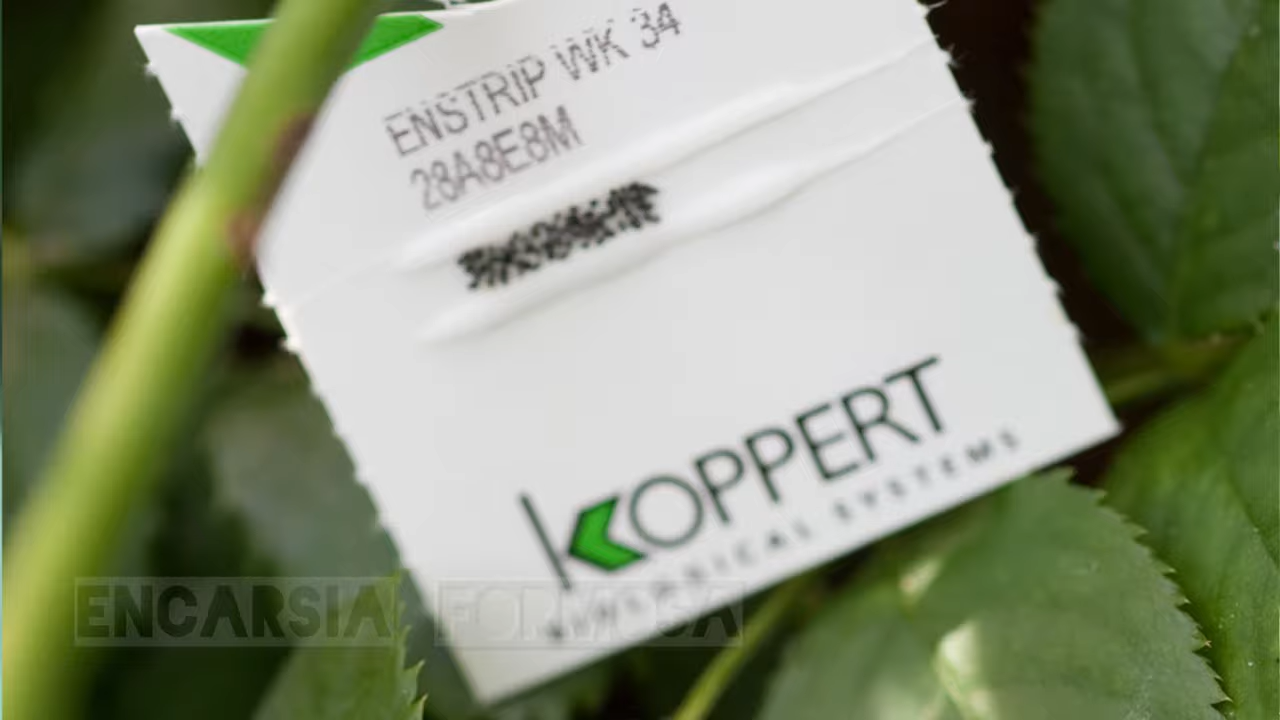 ENSTRIP WK 34
28A8E8M
KOPPERT
BIOLOGICAL SYSTEMS
ENCARSIA FORMOSA